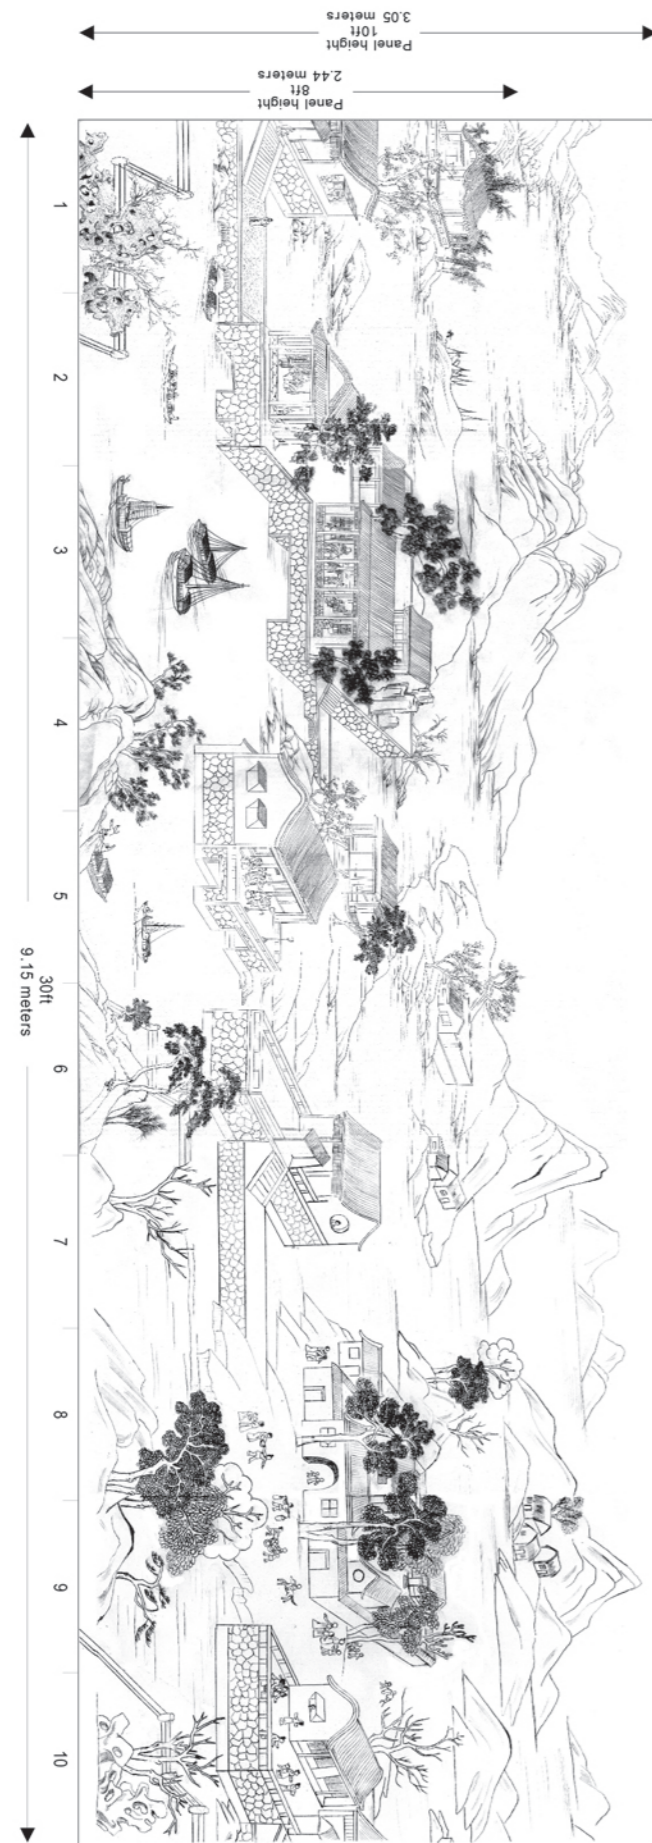 Panel height
10ft
3.05 meters
Panel height
8ft
2.44 meters
1
2
3
4
5
6
7
8
9
10
30ft
9.15 meters